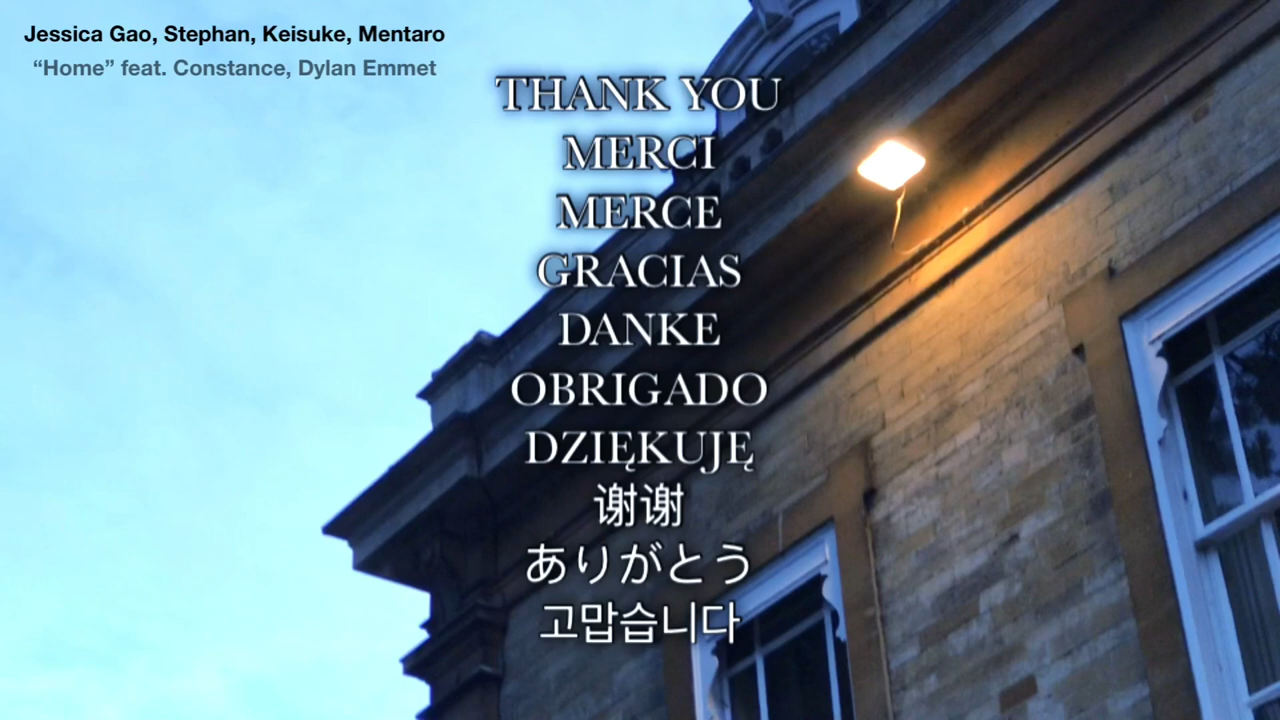 Jessica Gao, Stephan, Keisuke, Mentaro
“Home” feat. Constance, Dylan Emmet
THANK YOU
MERCI
MERCE
GRACIAS
DANKE
OBRIGADO
DZIĘKUJĘ
谢谢
ありがとう
고맙습니다